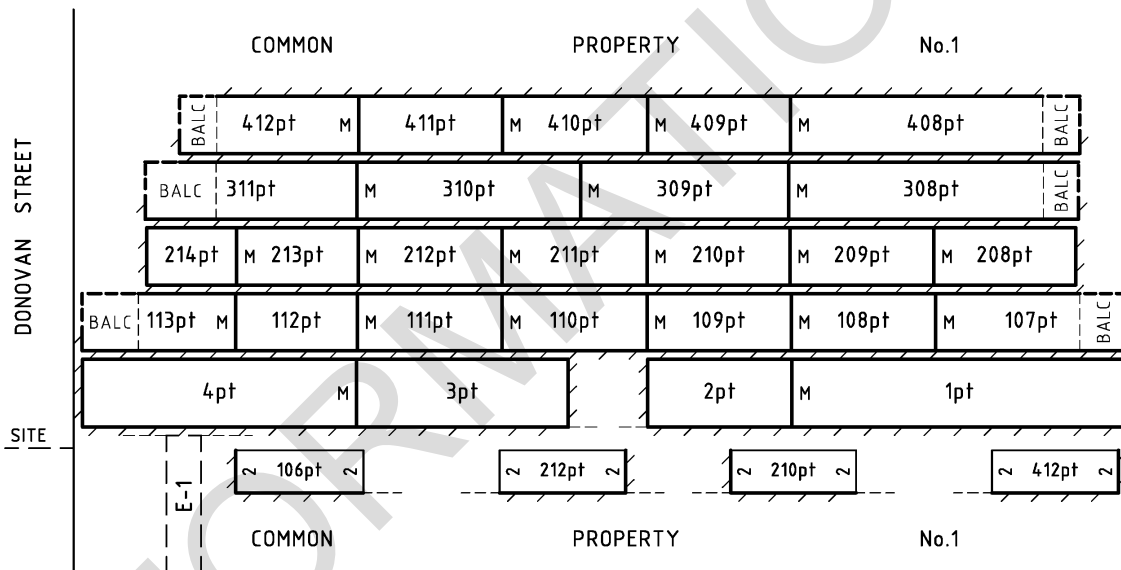 COMMON PROPERTY No.1
BALC 412pt M 411pt M 410pt M 409pt M 408pt BALC
BALC 311pt M 310pt M 309pt M 308pt BALC
214pt M 213pt M 212pt M 211pt M 210pt M 209pt M 208pt
BALC 113pt M 112pt M 111pt M 110pt M 109pt M 108pt M 107pt BALC
4pt M 3pt 2pt M 1pt
DONOVAN STREET
SITE
2 106pt 2 2 212pt 2 2 210pt 2 2 412pt 2
E-1
COMMON PROPERTY No.1
ORMATIO